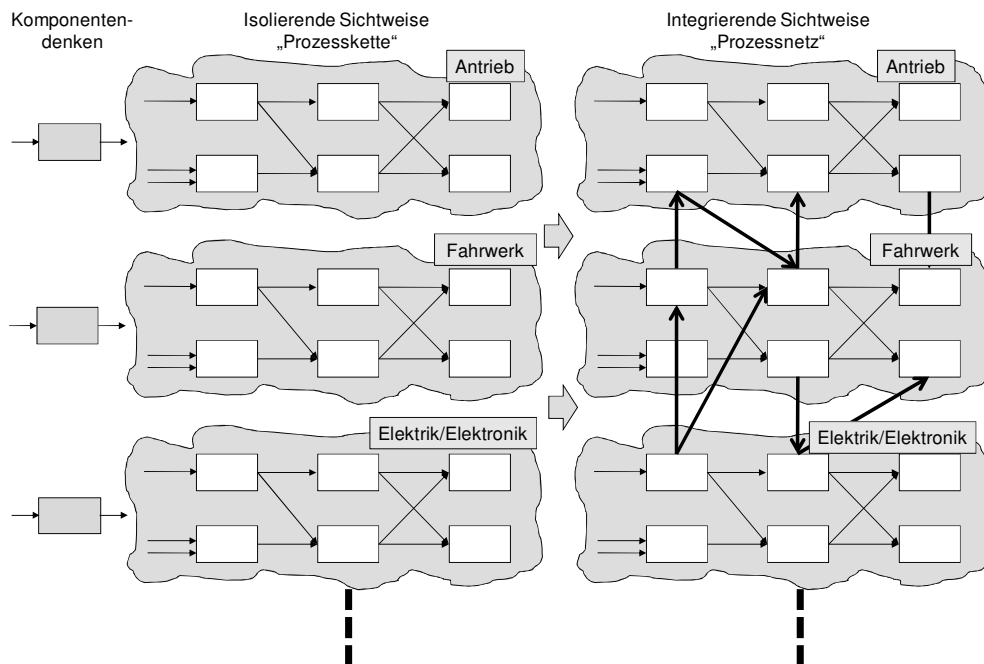 Komponenten-
denken
Isolierende Sichtweise
„Prozesskette“
Integrierende Sichtweise
„Prozessnetz“
Antrieb
Antrieb
Fahrwerk
Fahrwerk
Elektrik/Elektronik
Elektrik/Elektronik